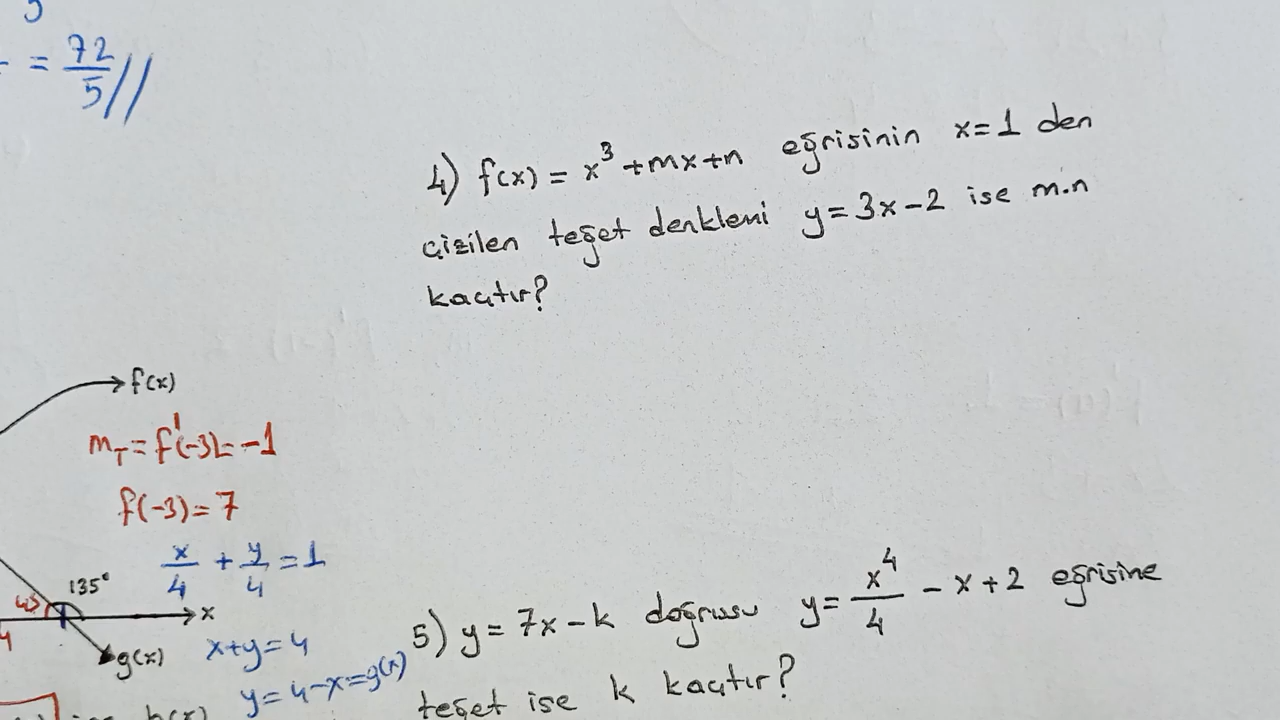 = 72/5 //
4) f(x) = x³ + mx + n eğrisinin x = 1 den
çizilen teğet denklemi y = 3x - 2 ise m.n
kaçtır?
f(x)
m_T = f'(-3) = -1
f(-3) = 7
x/4 + y/4 = 1
135°
45
x
4
g(x)
x + y = 4
y = 4 - x = g(x)
5) y = 7x - k doğrusu y = x⁴/4 - x + 2 eğrisine
teğet ise k kaçtır?